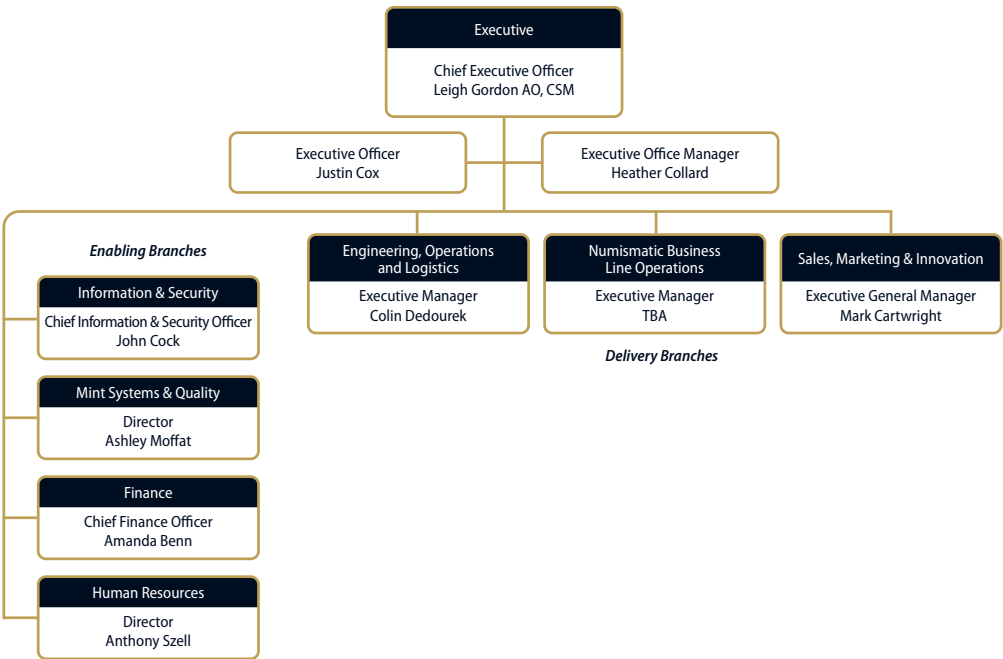 Executive
Chief Executive Officer
Leigh Gordon AO, CSM
Executive Officer
Justin Cox
Executive Office Manager
Heather Collard
Enabling Branches
Information & Security
Chief Information & Security Officer
John Cock
Mint Systems & Quality
Director
Ashley Moffat
Finance
Chief Finance Officer
Amanda Benn
Human Resources
Director
Anthony Szell
Engineering, Operations
and Logistics
Executive Manager
Colin Dedourek
Numismatic Business
Line Operations
Executive Manager
TBA
Sales, Marketing & Innovation
Executive General Manager
Mark Cartwright
Delivery Branches